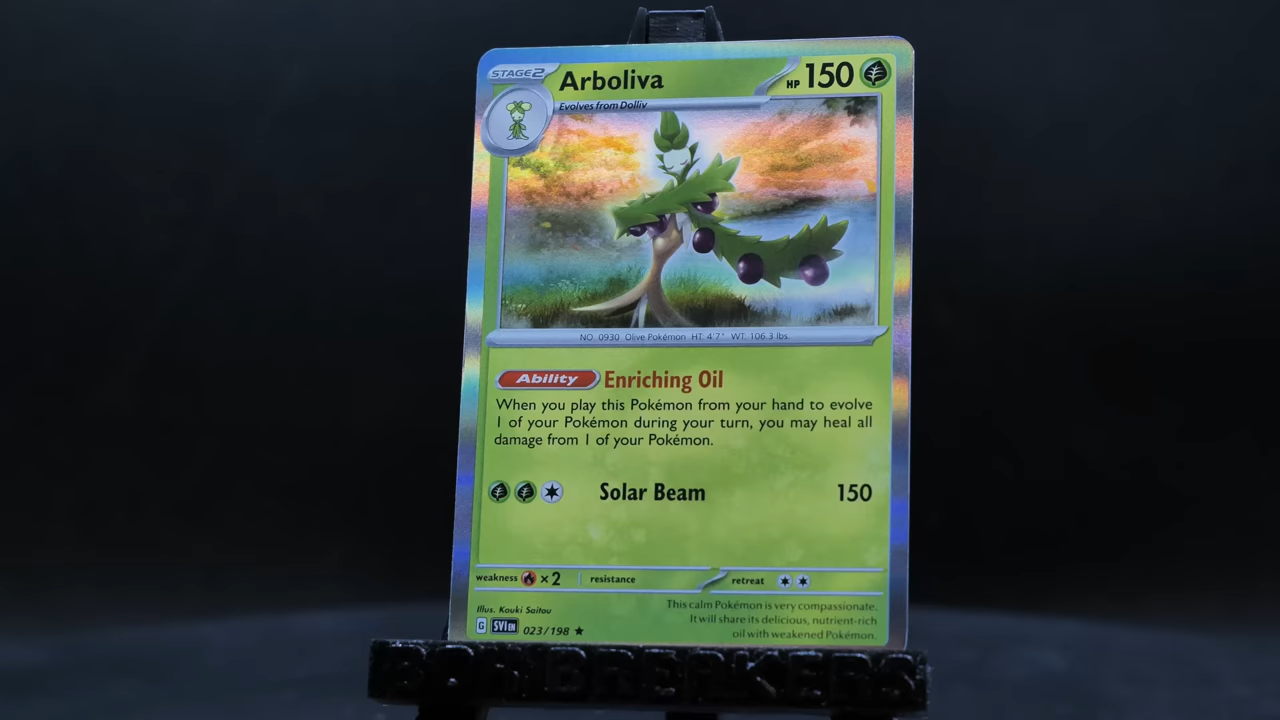 STAGE2 Arboliva HP 150
Evolves from Dolliv
NO. 0930 Olive Pokémon HT. 4'7" WT. 106.3 lbs.
Ability Enriching Oil
When you play this Pokémon from your hand to evolve
1 of your Pokémon during your turn, you may heal all
damage from 1 of your Pokémon.
Solar Beam 150
weakness ×2 resistance retreat
Illus. Kouki Saitou
This calm Pokémon is very compassionate.
It will share its delicious, nutrient-rich
oil with weakened Pokémon.
G SVI EN 023/198
BREAKERS